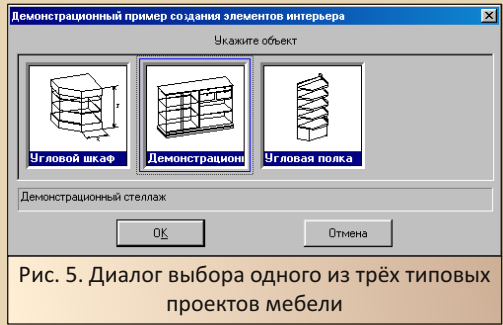 Демонстрационный пример создания элементов интерьера
Укажите объект
Угловой шкаф
Демонстрационн
Угловая полка
Демонстрационный стеллаж
OK
Отмена
Рис. 5. Диалог выбора одного из трёх типовых
проектов мебели